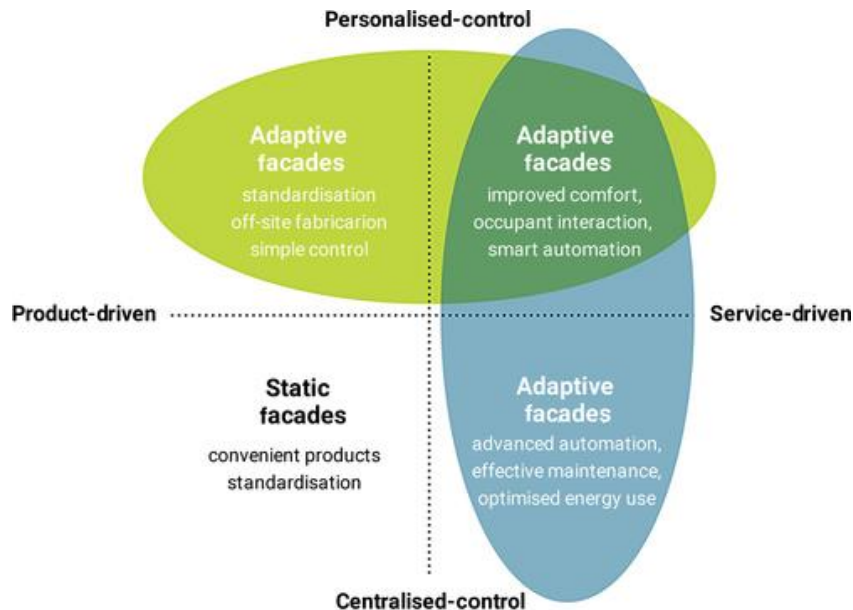 Personalised-control
Adaptive
facades
standardisation
off-site fabricarion
simple control
Adaptive
facades
improved comfort,
occupant interaction,
smart automation
Product-driven
Service-driven
Static
facades
convenient products
standardisation
Adaptive
facades
advanced automation,
effective maintenance,
optimised energy use
Centralised-control